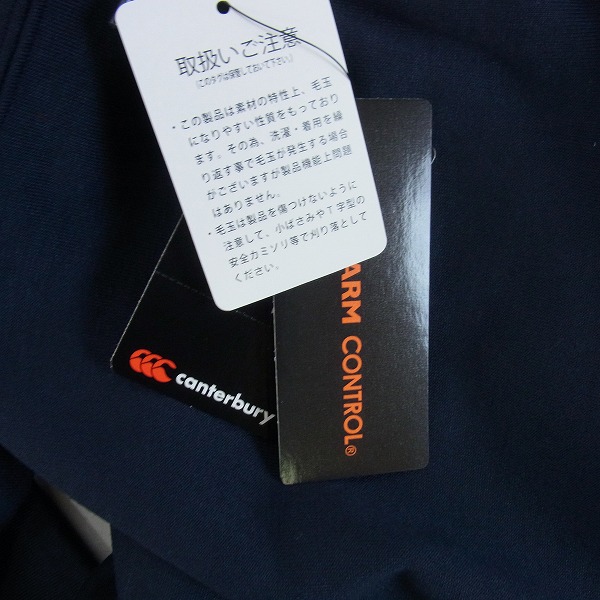 取扱いご注意
(このタグは保管しておいて下さい。)
・この製品は素材の特性上、毛玉
になりやすい性質をもっており
ます。その為、洗濯・着用を繰
り返す事で毛玉が発生する場合
がございますが製品機能上問題
はありません。
・毛玉は製品を傷つけないように
注意して、小ばさみやT字型の
安全カミソリ等で刈り落として
ください。
ARM CONTROL®
canterbury